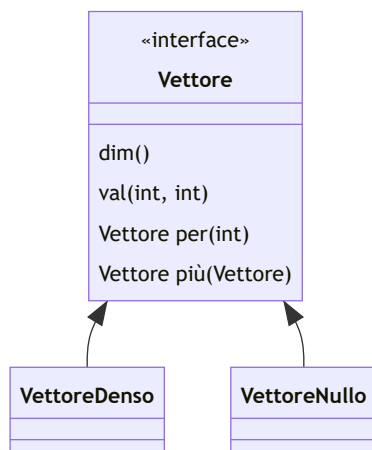 «interface»
Vettore
dim()
val(int, int)
Vettore per(int)
Vettore più(Vettore)
VettoreDenso
VettoreNullo